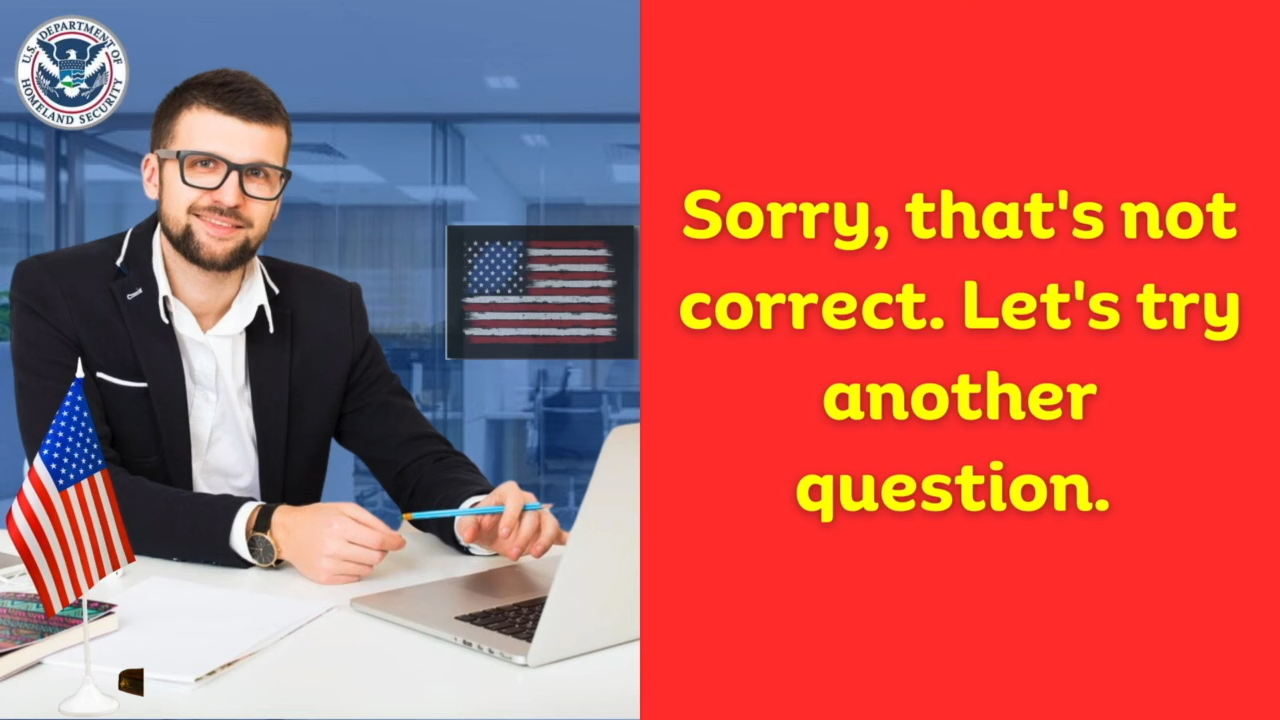 U.S. DEPARTMENT OF
HOMELAND SECURITY
Sorry, that's not
correct. Let's try
another
question.